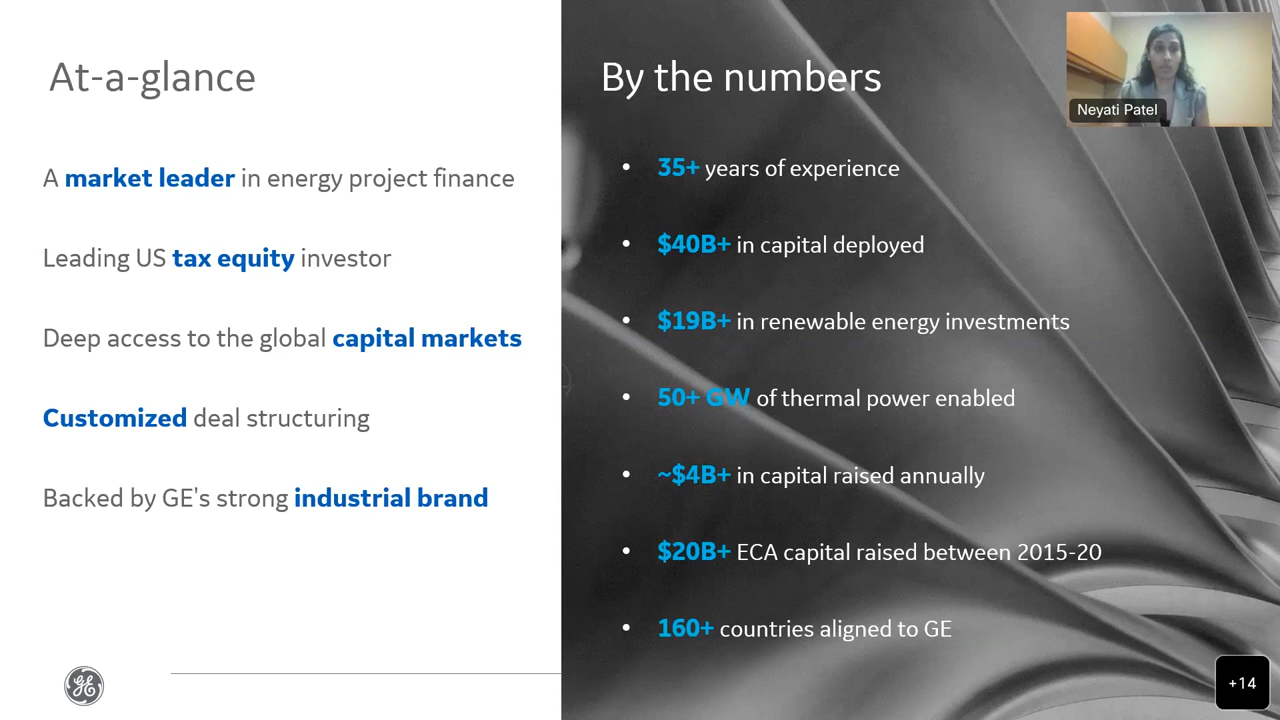 At-a-glance
A market leader in energy project finance
Leading US tax equity investor
Deep access to the global capital markets
Customized deal structuring
Backed by GE's strong industrial brand
GE
By the numbers
• 35+ years of experience
• $40B+ in capital deployed
• $19B+ in renewable energy investments
• 50+ GW of thermal power enabled
• ~$4B+ in capital raised annually
• $20B+ ECA capital raised between 2015-20
• 160+ countries aligned to GE
Neyati Patel
+14